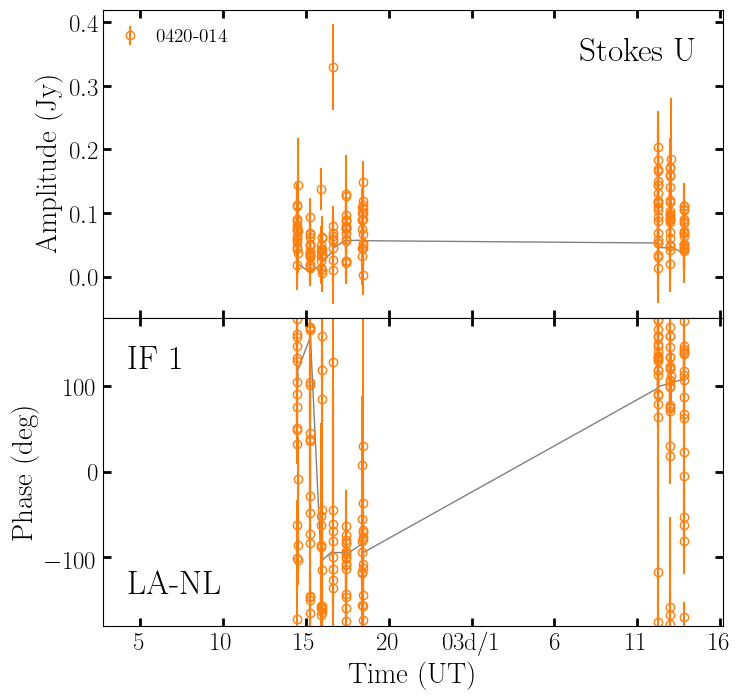 0420-014
Stokes U
Amplitude (Jy)
0.4
0.3
0.2
0.1
0.0
IF 1
LA-NL
Phase (deg)
100
0
−100
5 10 15 20 03d/1 6 11 16
Time (UT)